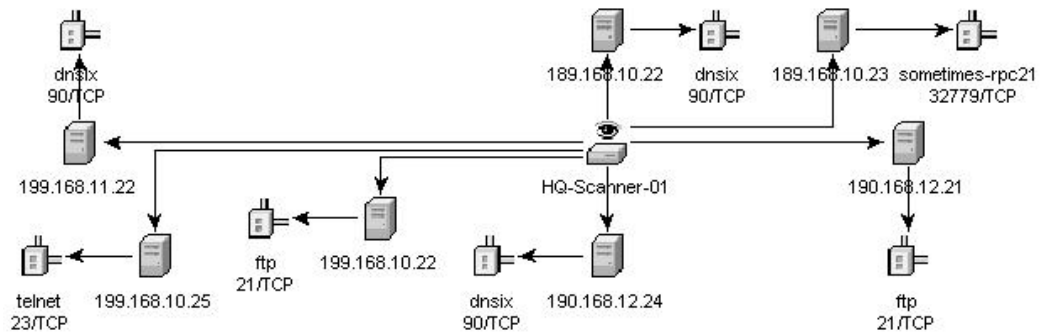 dnsix
90/TCP
189.168.10.22
dnsix
90/TCP
189.168.10.23
sometimes-rpc21
32779/TCP
199.168.11.22
HQ-Scanner-01
190.168.12.21
ftp
21/TCP
199.168.10.22
telnet
23/TCP
199.168.10.25
dnsix
90/TCP
190.168.12.24
ftp
21/TCP